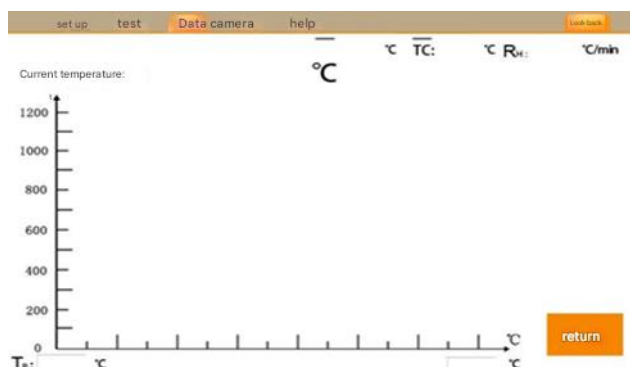 set up test Data camera help Look back
℃ TC: ℃ RH: ℃/min
Current temperature: ℃
1200
1000
800
600
400
200
0 ℃
return
℃ ℃